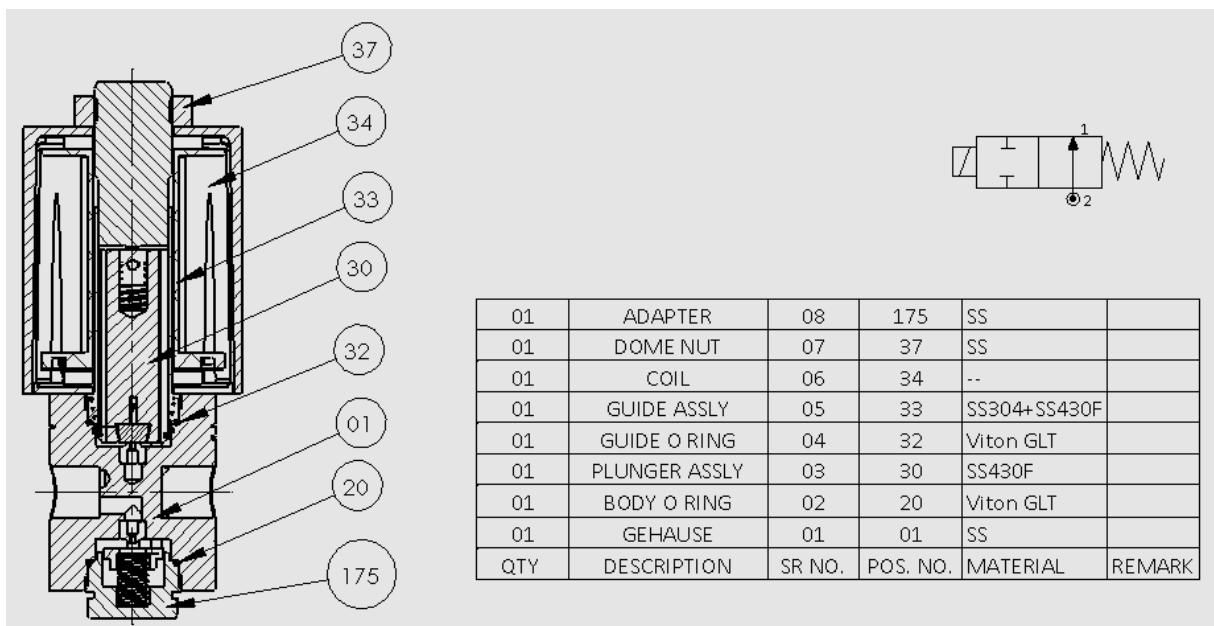 37
34
33
30
32
01
20
175
1
2
01 ADAPTER 08 175 SS
01 DOME NUT 07 37 SS
01 COIL 06 34 --
01 GUIDE ASSLY 05 33 SS304+SS430F
01 GUIDE O RING 04 32 Viton GLT
01 PLUNGER ASSLY 03 30 SS430F
01 BODY O RING 02 20 Viton GLT
01 GEHAUSE 01 01 SS
QTY DESCRIPTION SR NO. POS. NO. MATERIAL REMARK